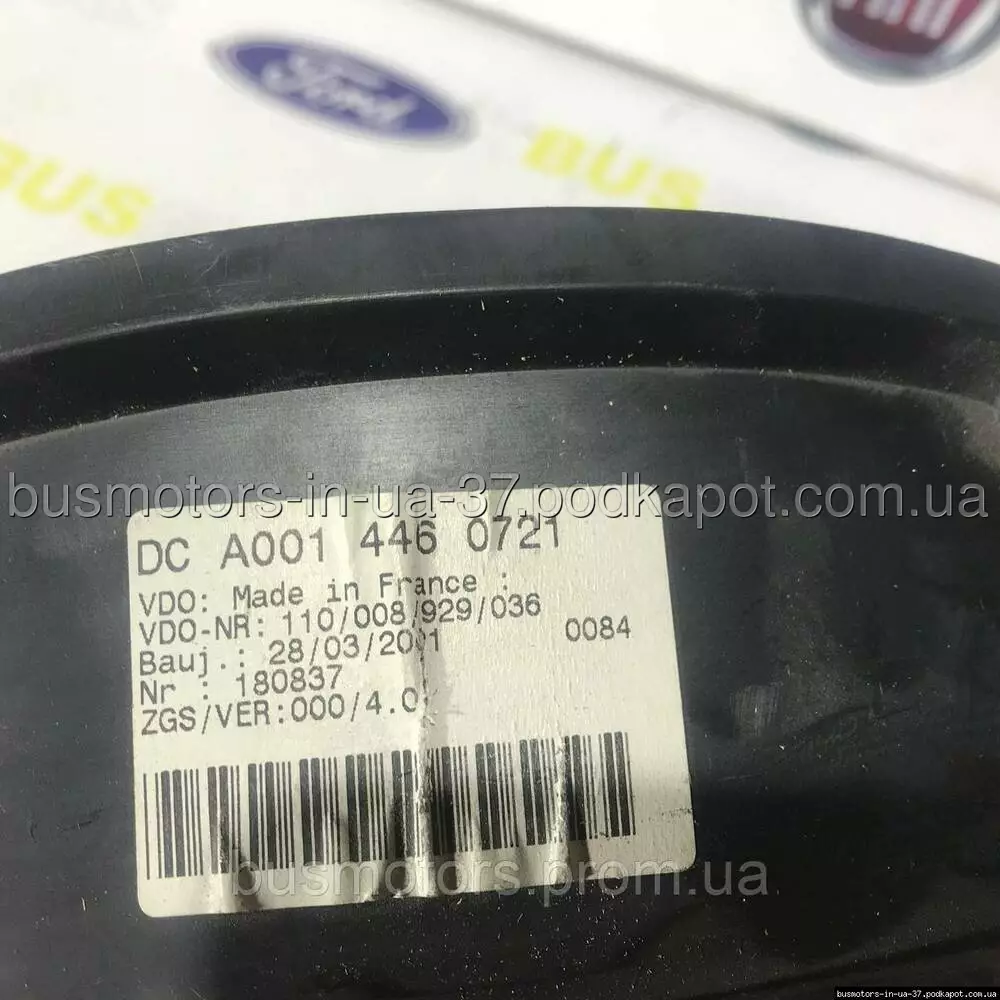 Ford
BUS
BUS
busmotors-in-ua-37.podkapot.com.ua
DC A001 446 0721
VDO: Made in France :
VDO-NR: 110/008/929/036
Bauj.: 28/03/2001 0084
Nr : 180837
ZGS/VER:000/4.0
busmotors.prom.ua
busmotors-in-ua-37.podkapot.com.ua